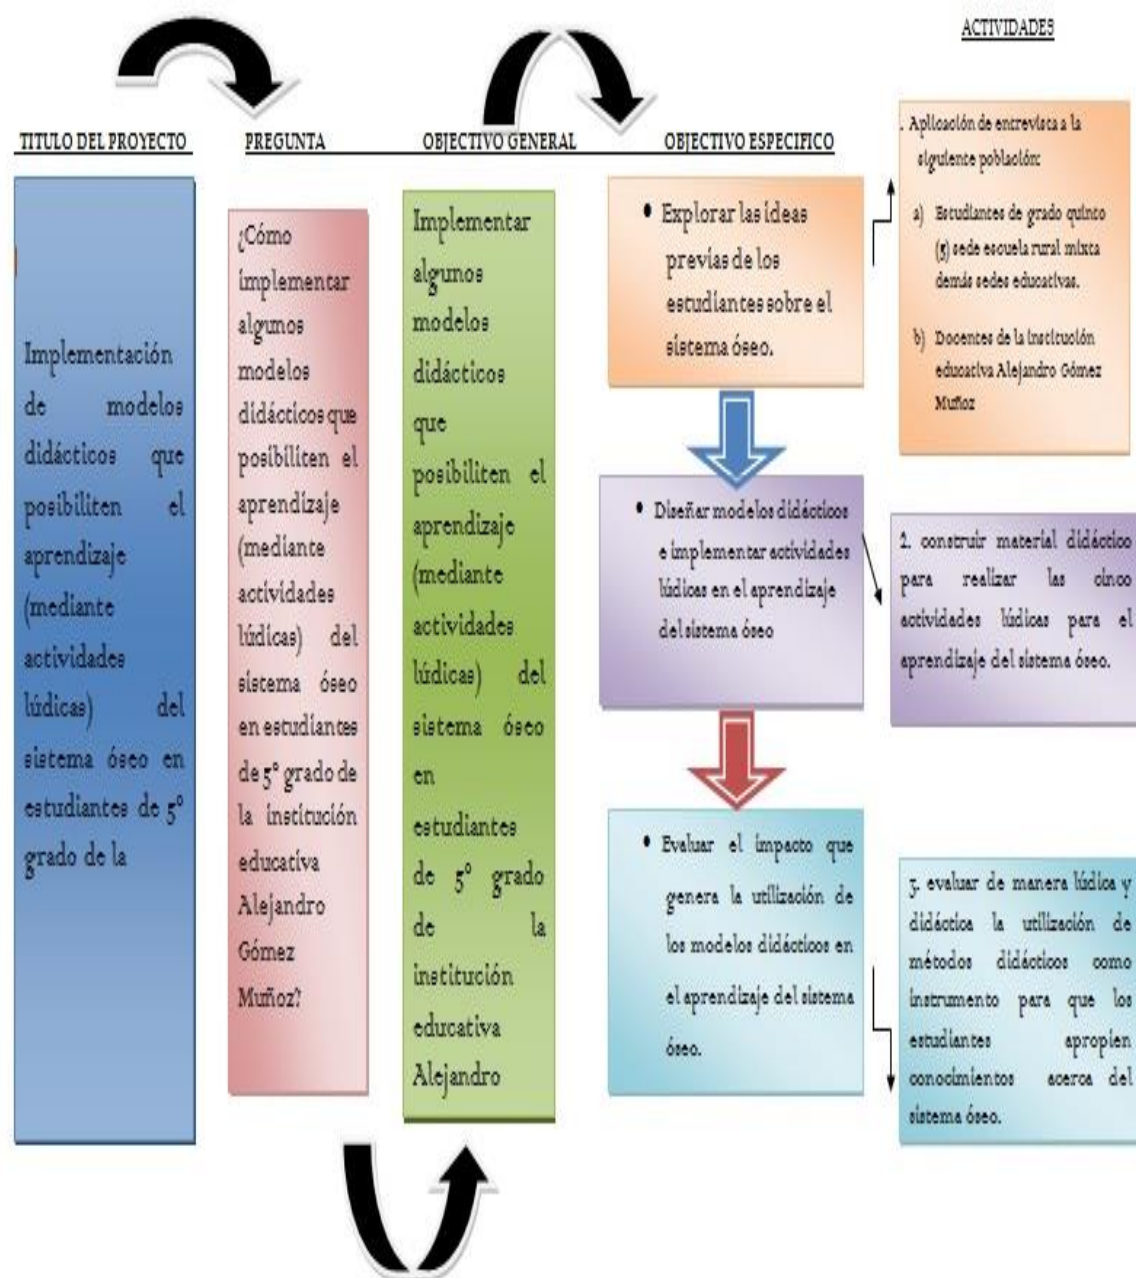 ACTIVIDADES
TITULO DEL PROYECTO
PREGUNTA
OBJECTIVO GENERAL
OBJECTIVO ESPECIFICO
Implementación
de modelos
didácticos que
posibiliten el
aprendizaje
(mediante
actividades
lúdicas) del
sistema óseo en
estudiantes de 5°
grado de la
¿Cómo
implementar
algunos
modelos
didácticos que
posibiliten el
aprendizaje
(mediante
actividades
lúdicas) del
sistema óseo
en estudiantes
de 5° grado de
la institución
educativa
Alejandro
Gómez
Muñoz?
Implementar
algunos
modelos
didácticos
que
posibiliten el
aprendizaje
(mediante
actividades
lúdicas) del
sistema óseo
en
estudiantes
de 5° grado
de la
institución
educativa
Alejandro
• Explorar las ideas
previas de los
estudiantes sobre el
sistema óseo.
• Diseñar modelos didácticos
e implementar actividades
lúdicas en el aprendizaje
del sistema óseo
• Evaluar el impacto que
genera la utilización de
los modelos didácticos en
el aprendizaje del sistema
óseo.
. Aplicación de entrevista a la
siguiente población:
a) Estudiantes de grado quinto
(5) sede escuela rural mixta
demás sedes educativas.
b) Docentes de la institución
educativa Alejandro Gómez
Muñoz
2. construir material didáctico
para realizar las cinco
actividades lúdicas para el
aprendizaje del sistema óseo.
3. evaluar de manera lúdica y
didáctica la utilización de
métodos didácticos como
instrumento para que los
estudiantes apropien
conocimientos acerca del
sistema óseo.